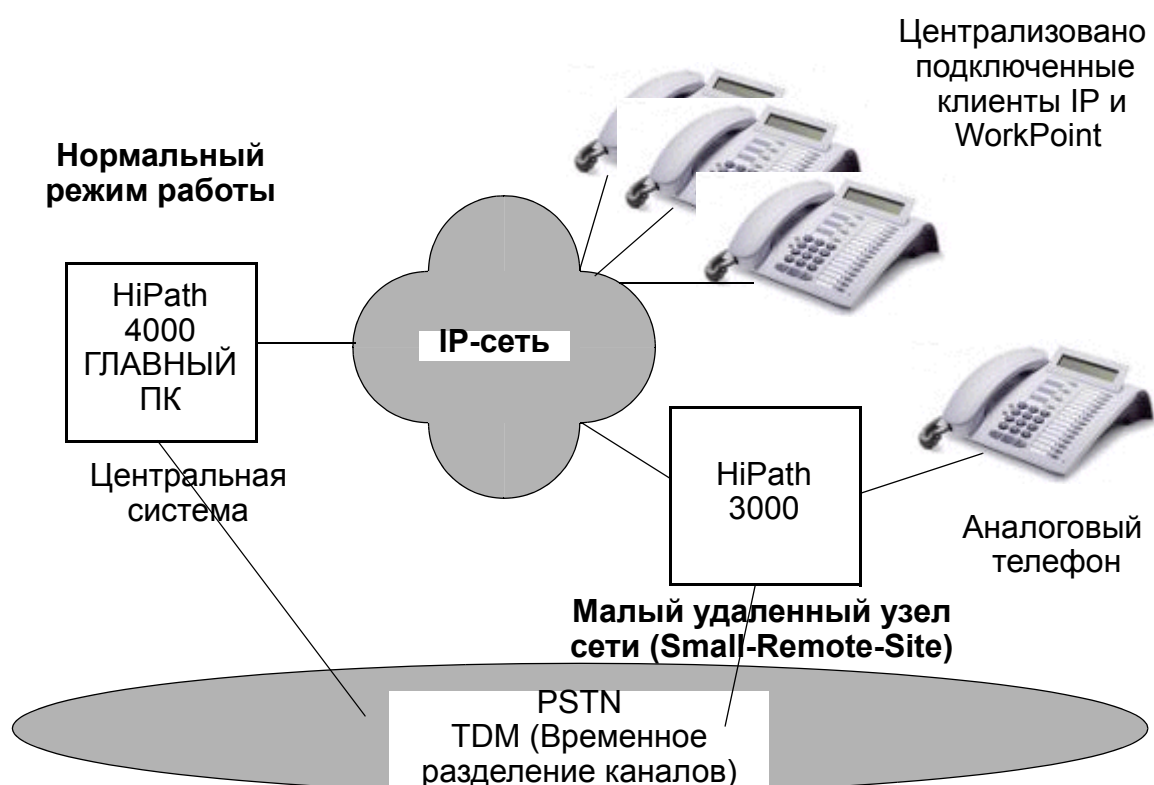 Централизовано
подключенные
клиенты IP и
WorkPoint
Нормальный
режим работы
HiPath
4000
ГЛАВНЫЙ
ПК
IP-сеть
Центральная
система
HiPath
3000
Аналоговый
телефон
Малый удаленный узел
сети (Small-Remote-Site)
PSTN
TDM (Временное
разделение каналов)